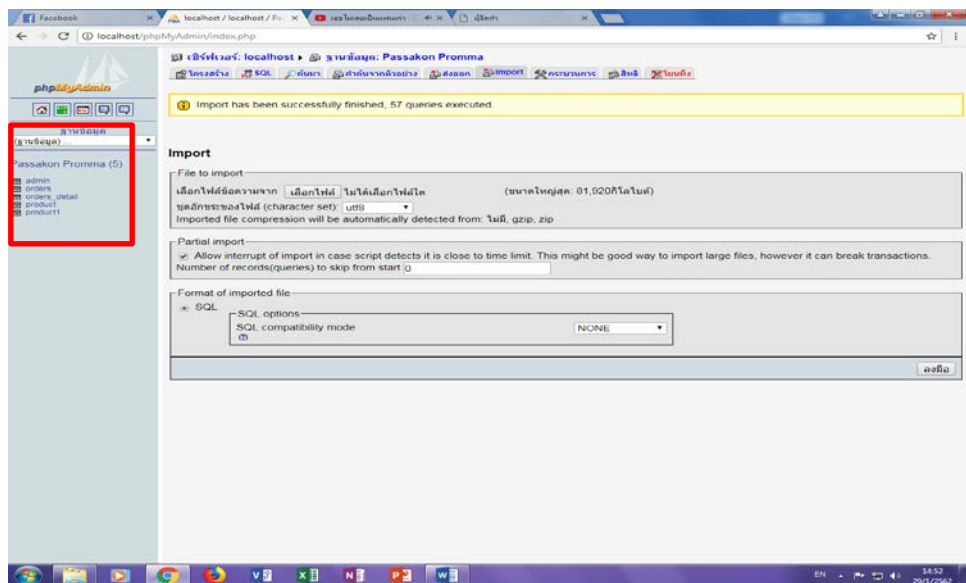 Facebook
localhost / localhost / Pa
ผู้จัดทำ
localhost/phpMyAdmin/index.php
phpMyAdmin
ฐานข้อมูล
(ฐานข้อมูล) ...
Passakon Promma (5)
admin
orders
orders_detail
product
product1
เซิร์ฟเวอร์: localhost ▸ ฐานข้อมูล: Passakon Promma
โครงสร้าง SQL ค้นหา คำค้นจากตัวอย่าง ส่งออก Import กระบวนการ สิทธิ โยนทิ้ง
Import has been successfully finished, 57 queries executed.
Import
File to import
เลือกไฟล์ข้อความจาก เลือกไฟล์ ไม่ได้เลือกไฟล์ใด (ขนาดใหญ่สุด: 81,920กิโลไบต์)
ชุดอักขระของไฟล์ (character set): utf8
Imported file compression will be automatically detected from: ไม่มี, gzip, zip
Partial import
Allow interrupt of import in case script detects it is close to time limit. This might be good way to import large files, however it can break transactions.
Number of records(queries) to skip from start 0
Format of imported file
SQL
SQL options
SQL compatibility mode NONE
(?)
ลงมือ
EN
14:52
29/1/2562